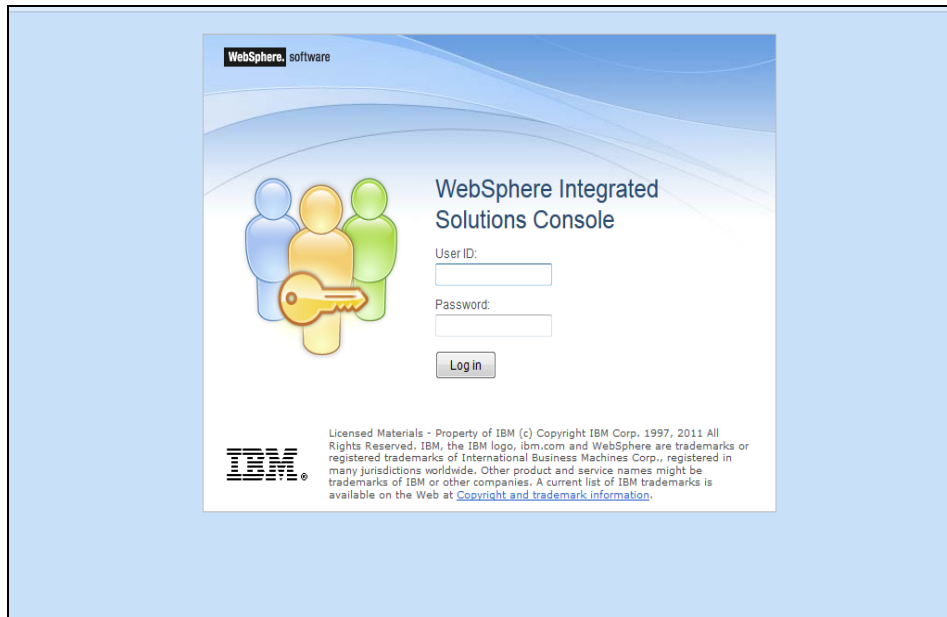 WebSphere. software
WebSphere Integrated
Solutions Console
User ID:
Password:
Log in
Licensed Materials - Property of IBM (c) Copyright IBM Corp. 1997, 2011 All
Rights Reserved. IBM, the IBM logo, ibm.com and WebSphere are trademarks or
registered trademarks of International Business Machines Corp., registered in
many jurisdictions worldwide. Other product and service names might be
trademarks of IBM or other companies. A current list of IBM trademarks is
available on the Web at Copyright and trademark information.
IBM®